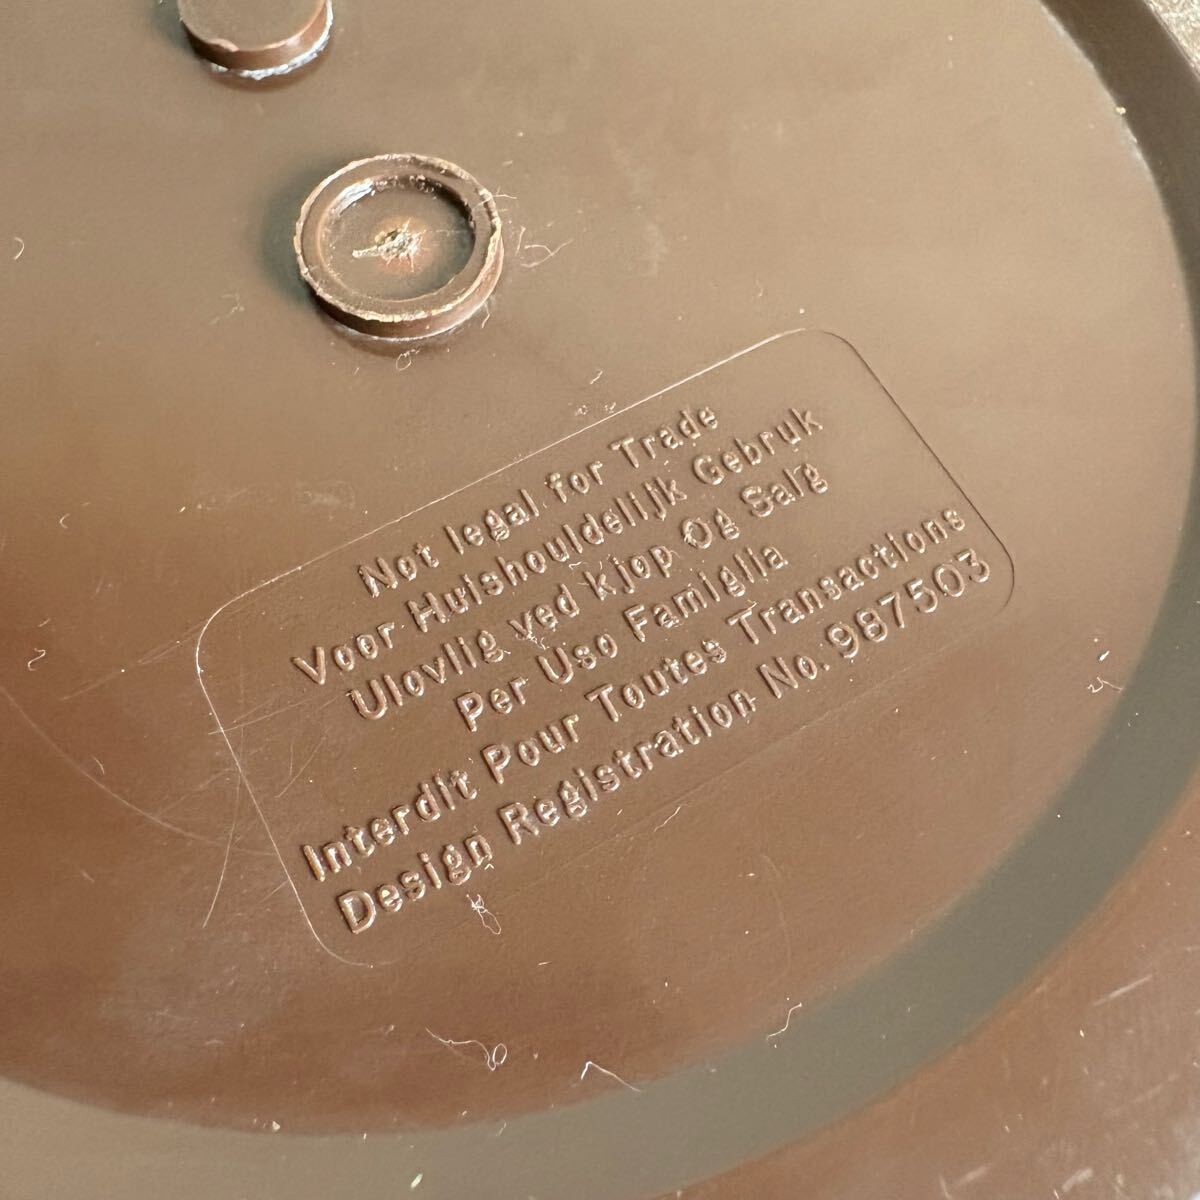 Not legal for Trade
Voor Huishouldelijk Gebruk
Ulovlig ved kjop Og Salg
Per Uso Famiglia
Interdit Pour Toutes Transactions
Design Registration No. 987503